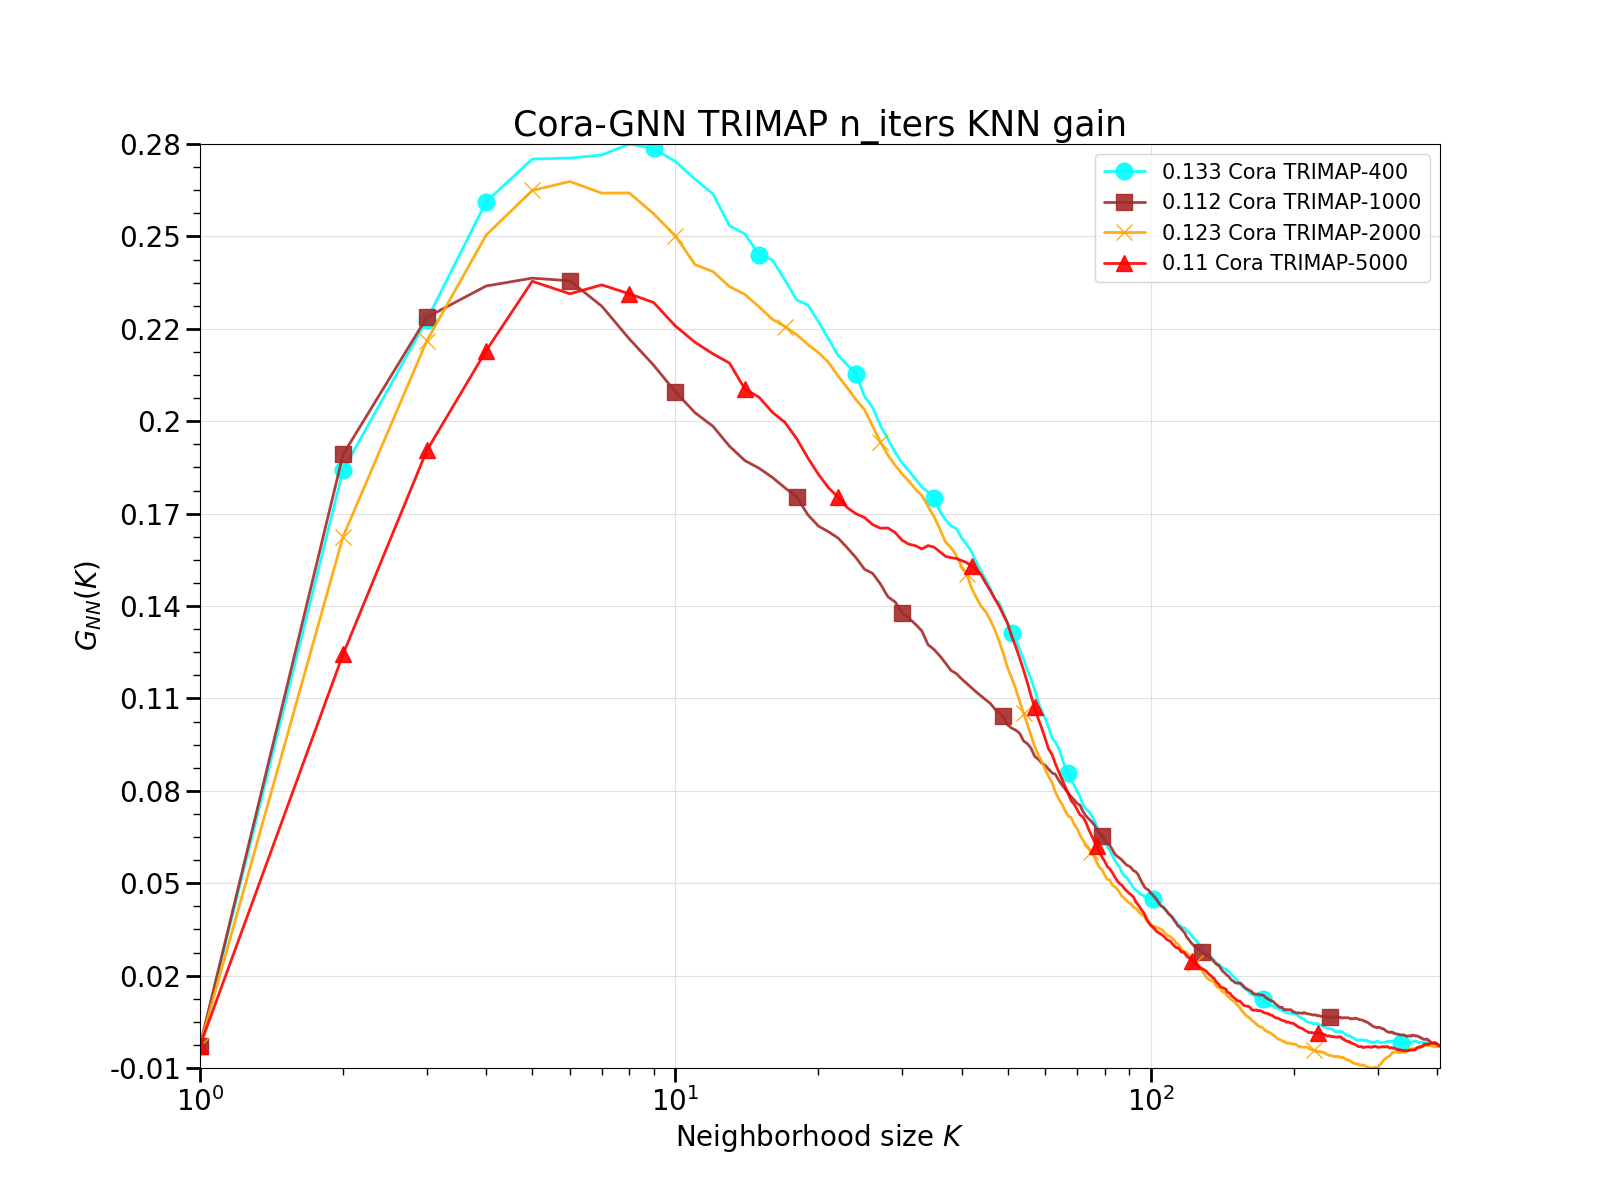 Cora-GNN TRIMAP n_iters KNN gain
0.28
0.25
0.22
0.2
0.17
0.14
0.11
0.08
0.05
0.02
-0.01
G_{NN}(K)
0.133 Cora TRIMAP-400
0.112 Cora TRIMAP-1000
0.123 Cora TRIMAP-2000
0.11 Cora TRIMAP-5000
10^0 10^1 10^2
Neighborhood size K